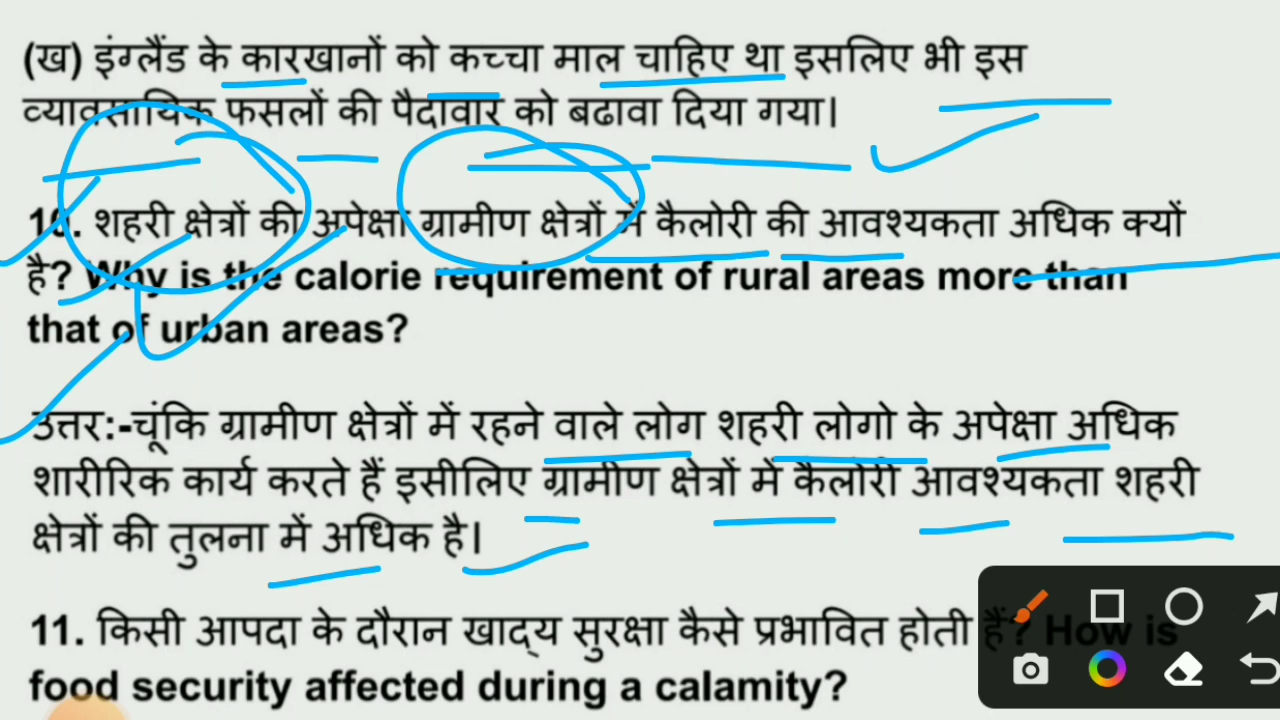 (ख) इंग्लैंड के कारखानों को कच्चा माल चाहिए था इसलिए भी इस
व्यावसायिक फसलों की पैदावार को बढावा दिया गया।
10. शहरी क्षेत्रों की अपेक्षा ग्रामीण क्षेत्रों में कैलोरी की आवश्यकता अधिक क्यों
है? Why is the calorie requirement of rural areas more than
that of urban areas?
उत्तर:-चूंकि ग्रामीण क्षेत्रों में रहने वाले लोग शहरी लोगो के अपेक्षा अधिक
शारीरिक कार्य करते हैं इसीलिए ग्रामीण क्षेत्रों में कैलोरी आवश्यकता शहरी
क्षेत्रों की तुलना में अधिक है।
11. किसी आपदा के दौरान खाद्य सुरक्षा कैसे प्रभावित होती हैं? How is
food security affected during a calamity?